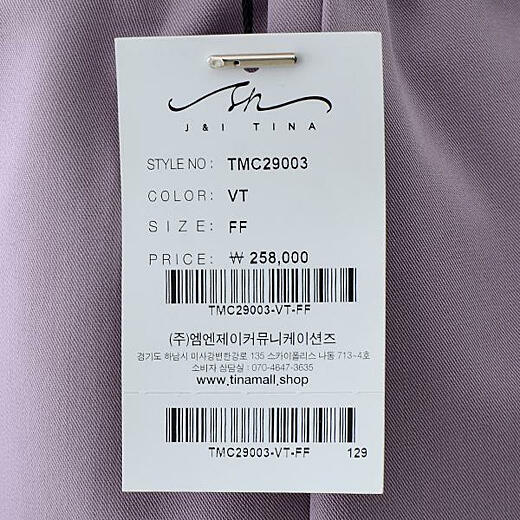 J & I TINA
STYLE NO : TMC29003
COLOR: VT
SIZE: FF
PRICE: ₩ 258,000
TMC29003-VT-FF
(주)엠엔제이커뮤니케이션즈
경기도 하남시 미사강변한강로 135 스카이폴리스 나동 713-4호
소비자 상담실 : 070-4647-3635
www.tinamall.shop
TMC29003-VT-FF 129